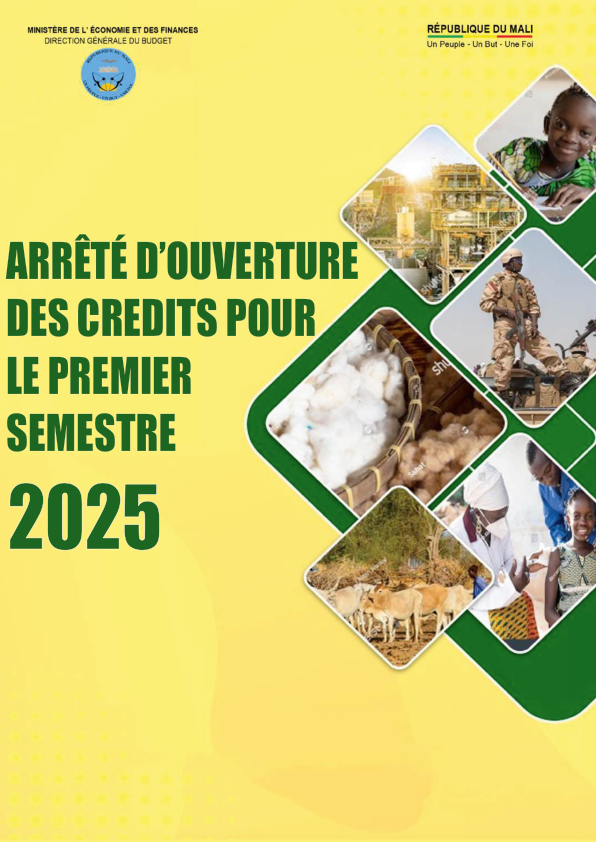 MINISTÈRE DE L' ÉCONOMIE ET DES FINANCES
DIRECTION GÉNÉRALE DU BUDGET
RÉPUBLIQUE DU MALI
Un Peuple - Un But - Une Foi
ARRÊTÉ D'OUVERTURE
DES CREDITS POUR
LE PREMIER
SEMESTRE
2025